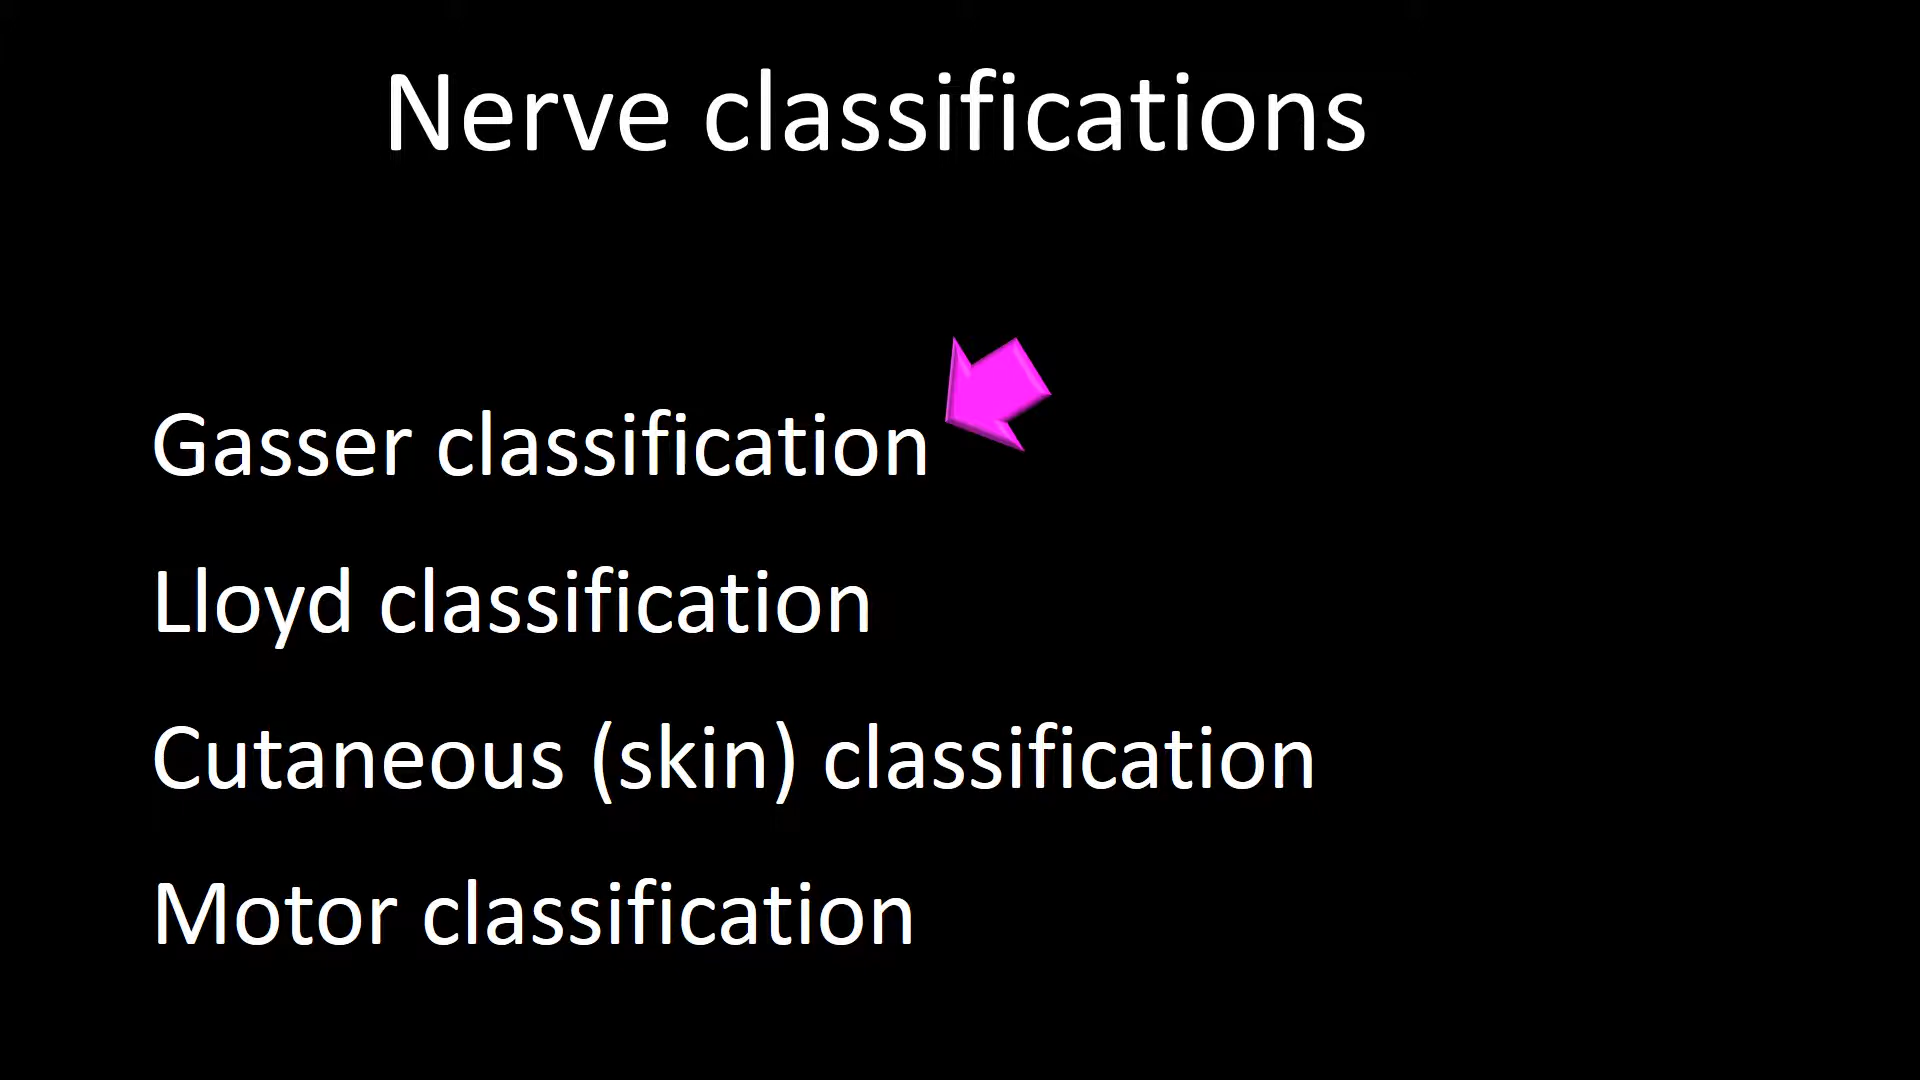 Nerve classifications
Gasser classification
Lloyd classification
Cutaneous (skin) classification
Motor classification